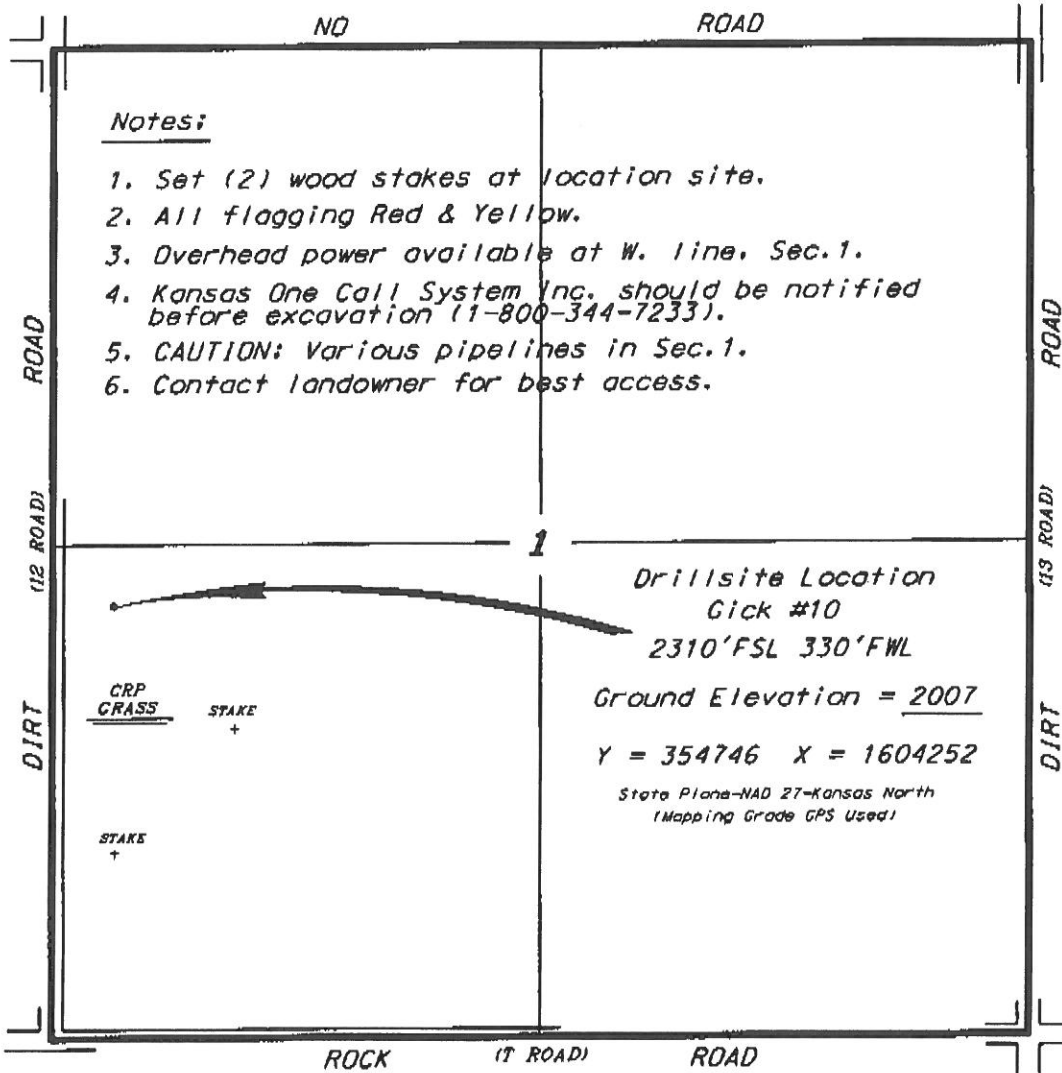 NO ROAD
Notes:
1. Set (2) wood stakes at location site.
2. All flagging Red & Yellow.
3. Overhead power available at W. line, Sec.1.
4. Kansas One Call System Inc. should be notified
before excavation (1-800-344-7233).
5. CAUTION: Various pipelines in Sec.1.
6. Contact landowner for best access.
ROAD
(12 ROAD)
DIRT
ROAD
(13 ROAD)
DIRT
1
Drillsite Location
Gick #10
2310'FSL 330'FWL
Ground Elevation = 2007
Y = 354746 X = 1604252
State Plane-NAD 27-Kansas North
(Mapping Grade GPS Used)
CRP
GRASS
STAKE
STAKE
ROCK (T ROAD) ROAD